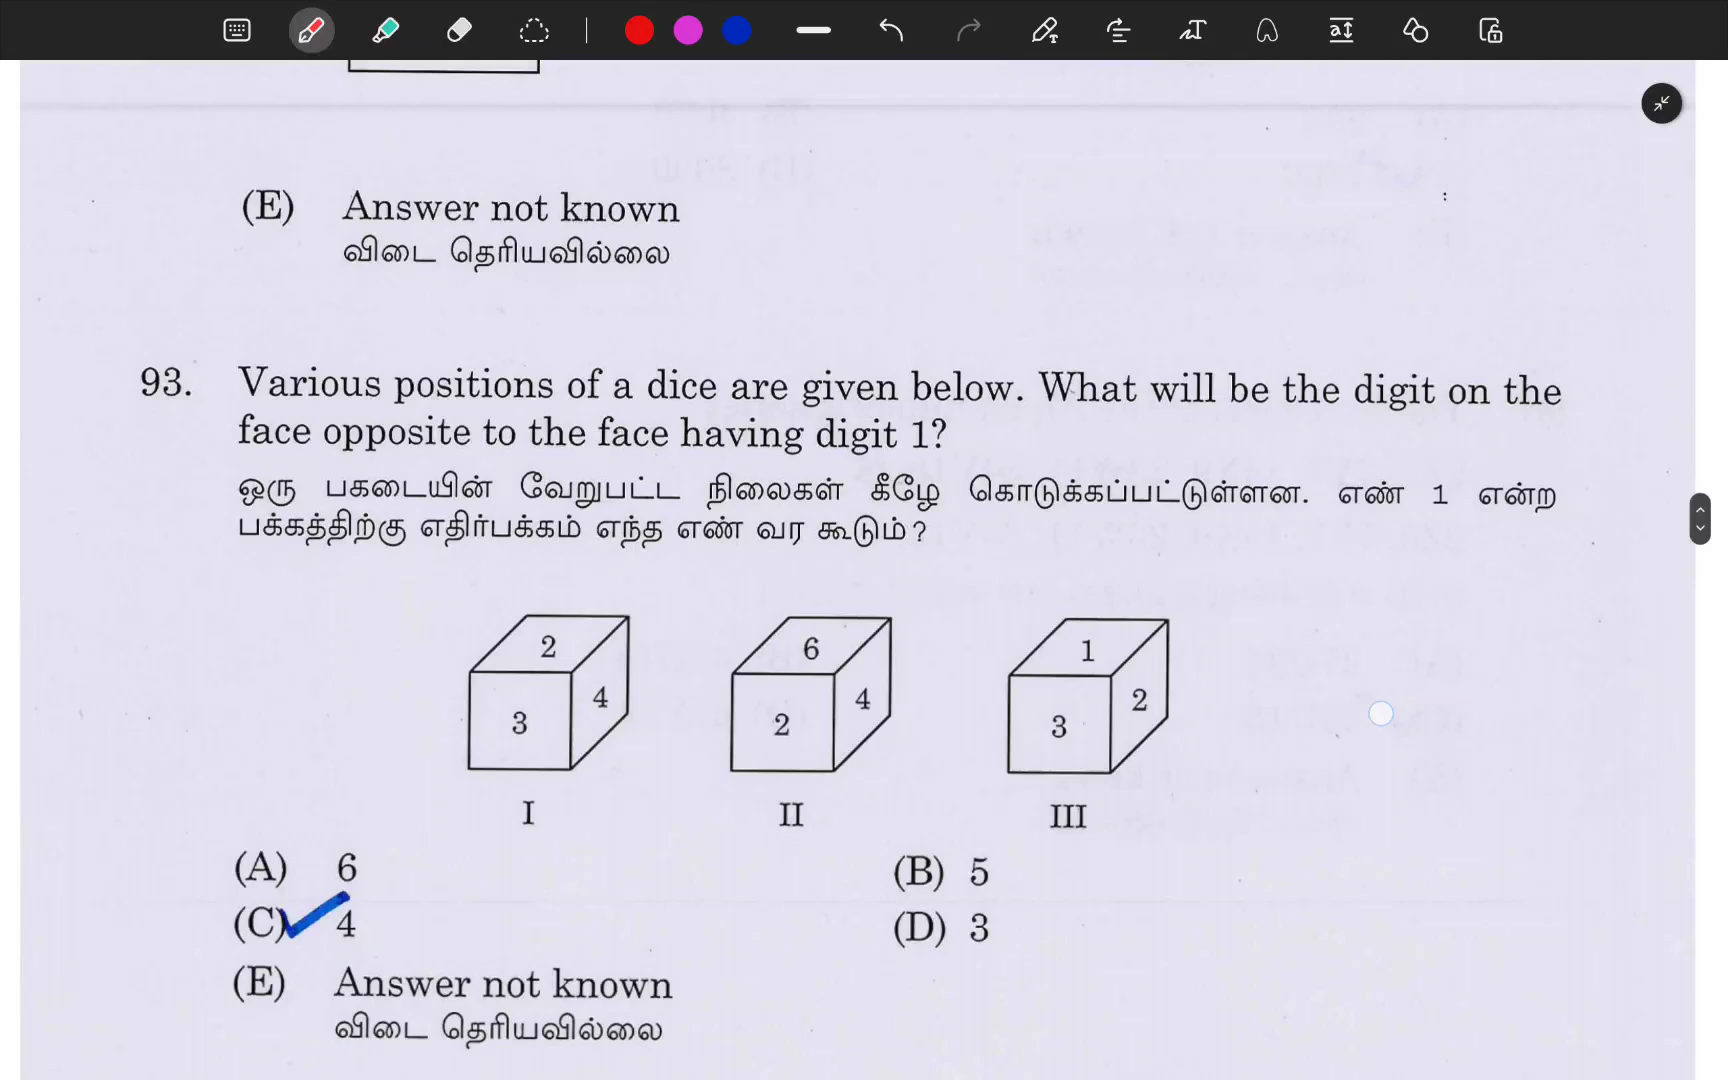 (E) Answer not known
விடை தெரியவில்லை
93. Various positions of a dice are given below. What will be the digit on the
face opposite to the face having digit 1?
ஒரு பகடையின் வேறுபட்ட நிலைகள் கீழே கொடுக்கப்பட்டுள்ளன. எண் 1 என்ற
பக்கத்திற்கு எதிர்பக்கம் எந்த எண் வர கூடும்?
2 6 1
4 4 2
3 2 3
I II III
(A) 6 (B) 5
(C) 4 (D) 3
(E) Answer not known
விடை தெரியவில்லை